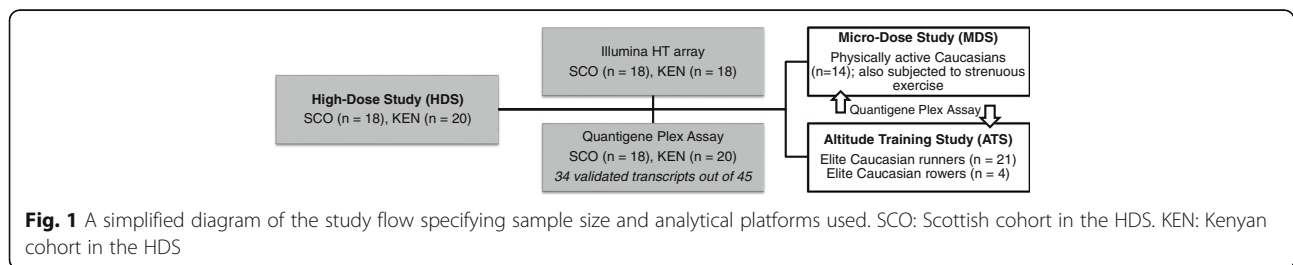 High-Dose Study (HDS)
SCO (n = 18), KEN (n = 20)
Illumina HT array
SCO (n = 18), KEN (n = 18)
Quantigene Plex Assay
SCO (n = 18), KEN (n = 20)
34 validated transcripts out of 45
Micro-Dose Study (MDS)
Physically active Caucasians
(n=14); also subjected to strenuous
exercise
Quantigene Plex Assay
Altitude Training Study (ATS)
Elite Caucasian runners (n = 21)
Elite Caucasian rowers (n = 4)
Fig. 1 A simplified diagram of the study flow specifying sample size and analytical platforms used. SCO: Scottish cohort in the HDS. KEN: Kenyan
cohort in the HDS